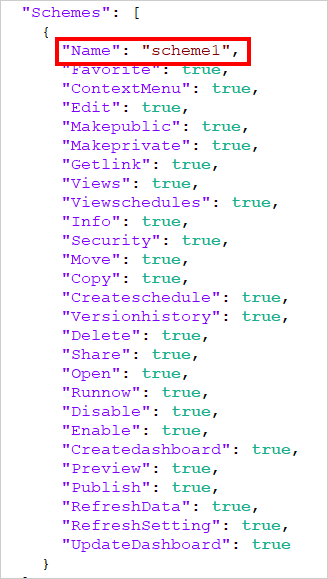 "Schemes": [
{
"Name": "scheme1",
"Favorite": true,
"ContextMenu": true,
"Edit": true,
"Makepublic": true,
"Makeprivate": true,
"Getlink": true,
"Views": true,
"Viewschedules": true,
"Info": true,
"Security": true,
"Move": true,
"Copy": true,
"Createschedule": true,
"Versionhistory": true,
"Delete": true,
"Share": true,
"Open": true,
"Runnow": true,
"Disable": true,
"Enable": true,
"Createdashboard": true,
"Preview": true,
"Publish": true,
"RefreshData": true,
"RefreshSetting": true,
"UpdateDashboard": true
}